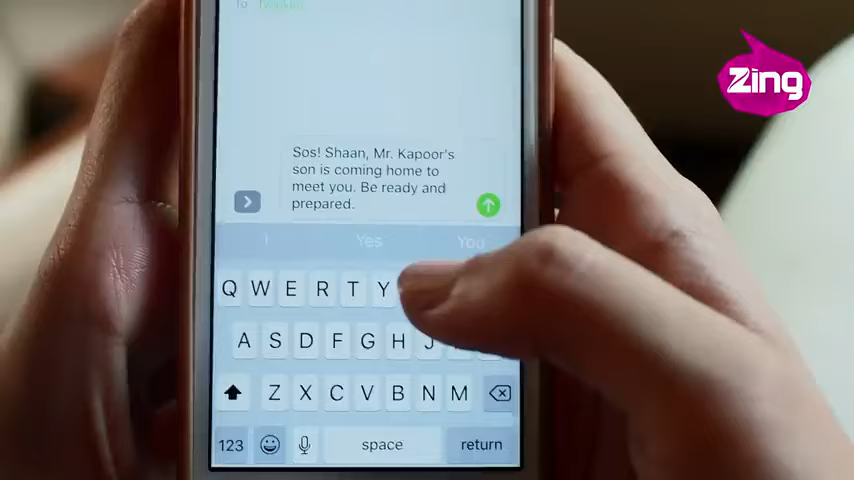 To
Zing
Sos! Shaan, Mr. Kapoor's
son is coming home to
meet you. Be ready and
prepared.
I Yes You
Q W E R T Y
A S D F G H J
Z X C V B N M
123 space return